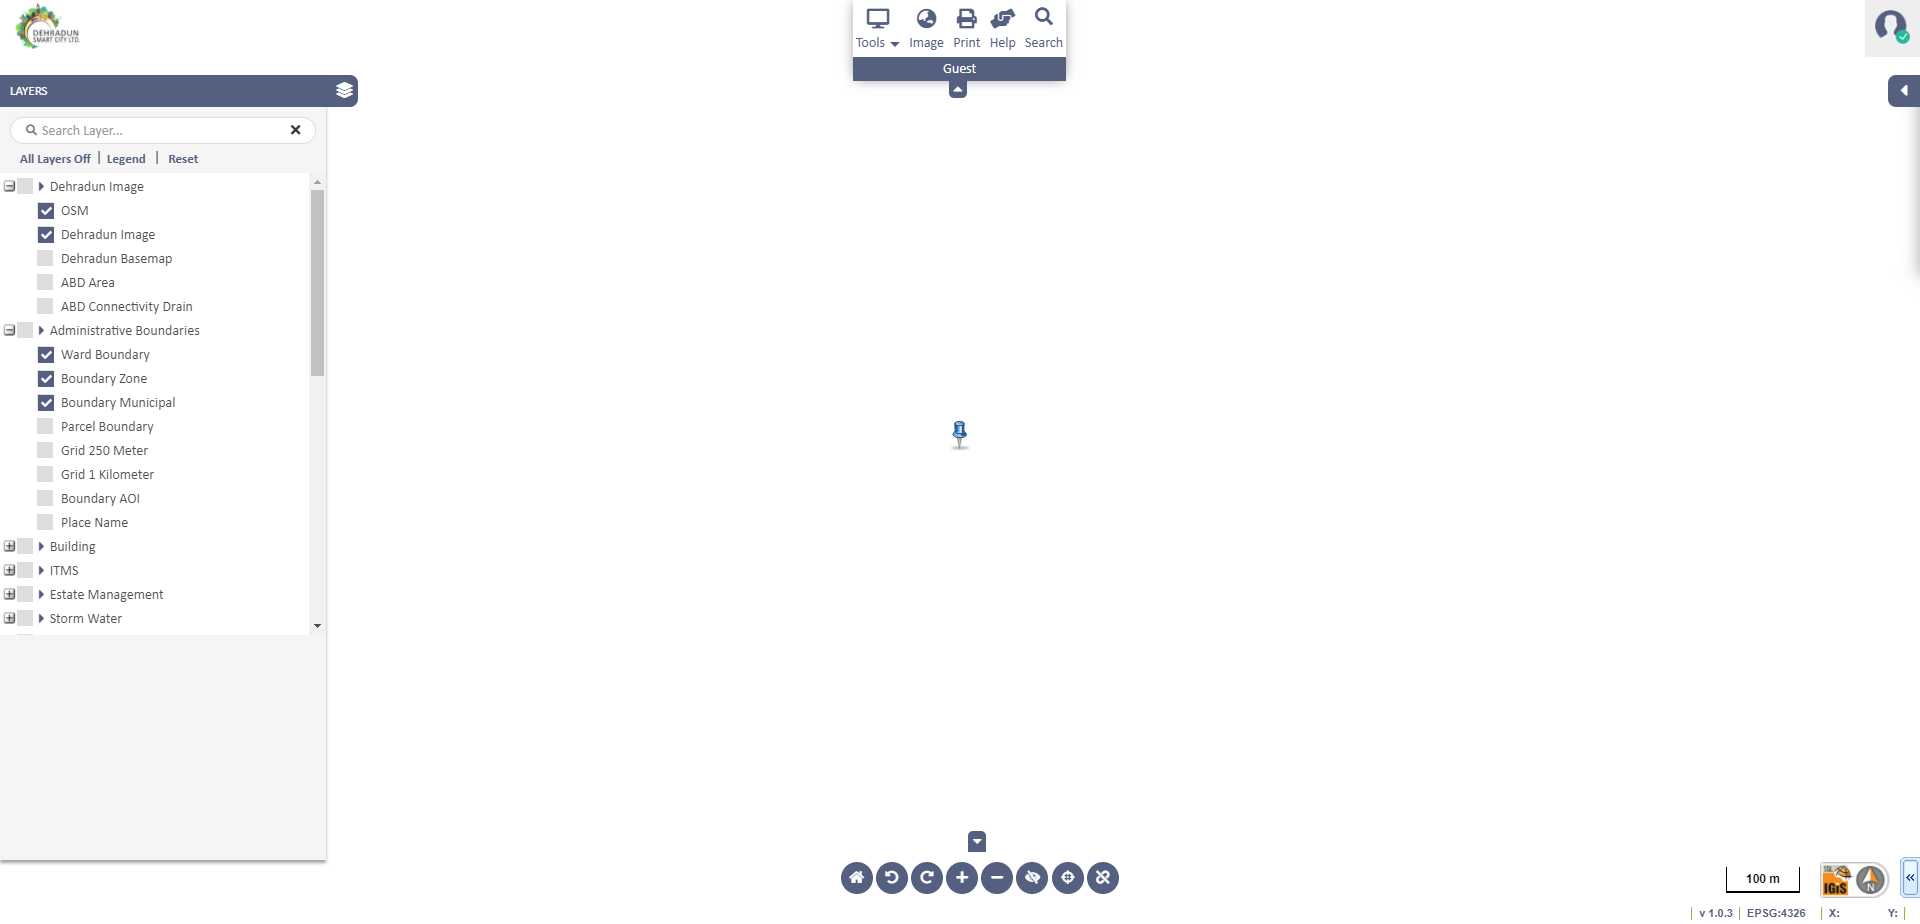 DEHRADUN
SMART CITY LTD.
Tools
Image
Print
Help
Search
Guest
LAYERS
Search Layer...
All Layers Off | Legend | Reset
Dehradun Image
OSM
Dehradun Image
Dehradun Basemap
ABD Area
ABD Connectivity Drain
Administrative Boundaries
Ward Boundary
Boundary Zone
Boundary Municipal
Parcel Boundary
Grid 250 Meter
Grid 1 Kilometer
Boundary AOI
Place Name
Building
ITMS
Estate Management
Storm Water
100 m
IGiS
N
v 1.0.3 | EPSG:4326 | X: Y: